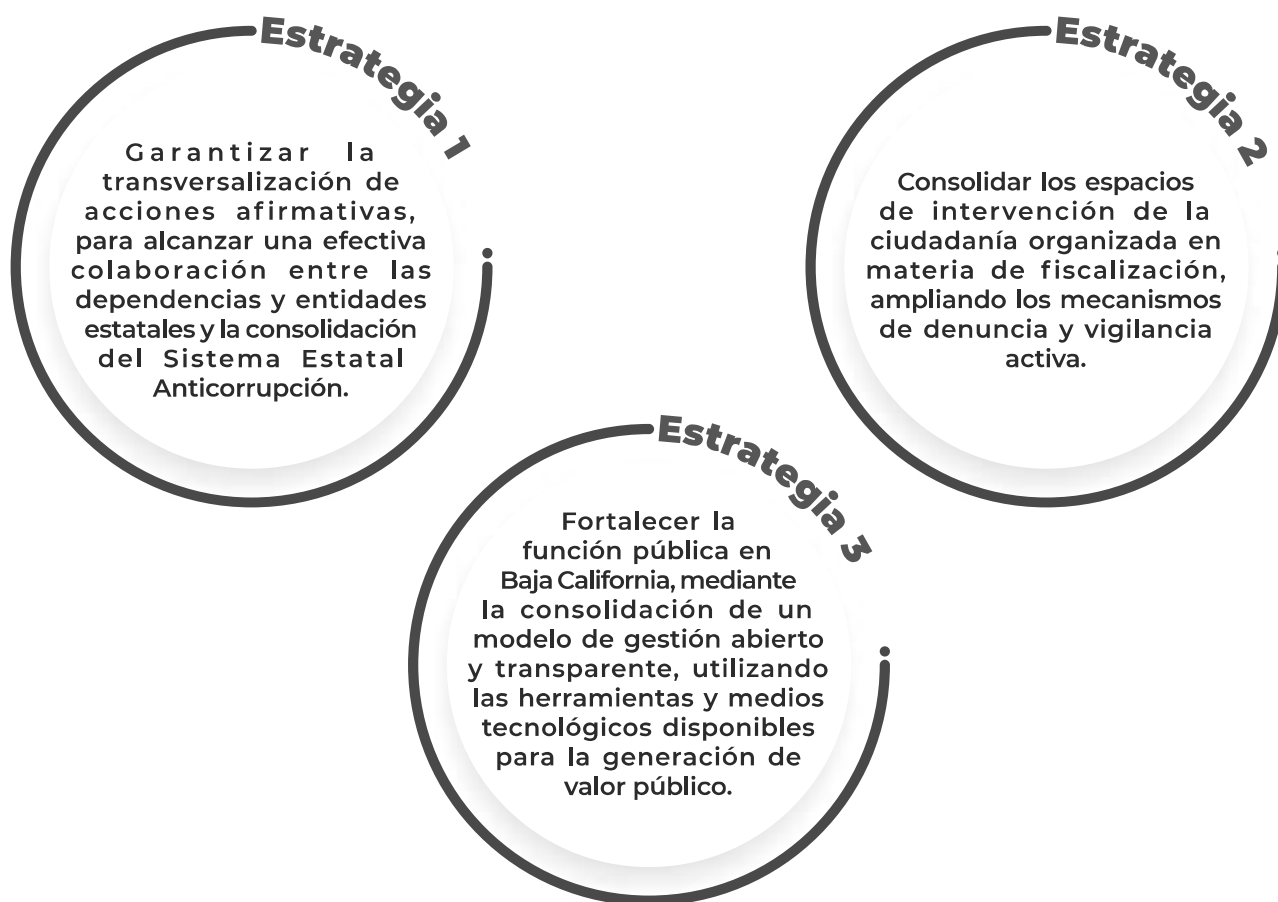 Estrategia 1
Garantizar la
transversalización de
acciones afirmativas,
para alcanzar una efectiva
colaboración entre las
dependencias y entidades
estatales y la consolidación
del Sistema Estatal
Anticorrupción.
Estrategia 2
Consolidar los espacios
de intervención de la
ciudadanía organizada en
materia de fiscalización,
ampliando los mecanismos
de denuncia y vigilancia
activa.
Estrategia 3
Fortalecer la
función pública en
Baja California, mediante
la consolidación de un
modelo de gestión abierto
y transparente, utilizando
las herramientas y medios
tecnológicos disponibles
para la generación de
valor público.